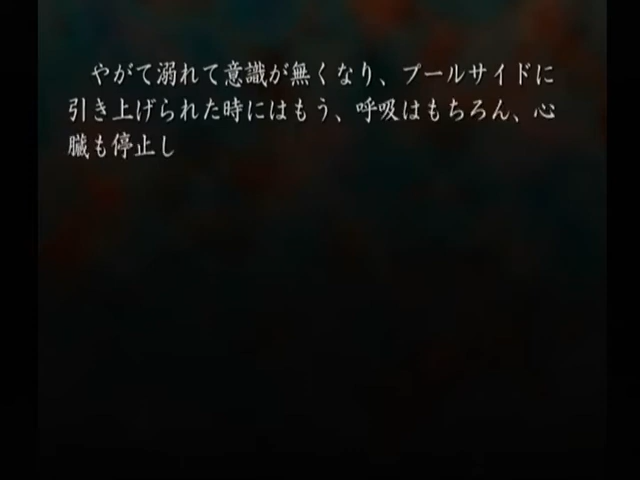 やがて溺れて意識が無くなり、プールサイドに
引き上げられた時にはもう、呼吸はもちろん、心
臓も停止し